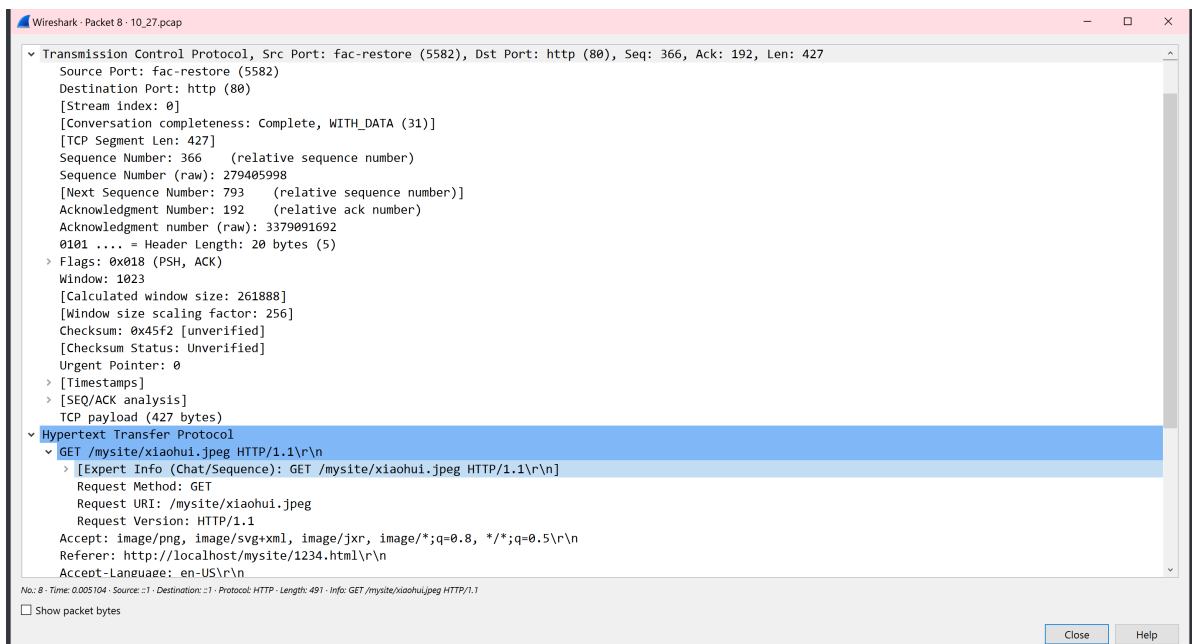 Wireshark · Packet 8 · 10_27.pcap
Transmission Control Protocol, Src Port: fac-restore (5582), Dst Port: http (80), Seq: 366, Ack: 192, Len: 427
Source Port: fac-restore (5582)
Destination Port: http (80)
[Stream index: 0]
[Conversation completeness: Complete, WITH_DATA (31)]
[TCP Segment Len: 427]
Sequence Number: 366    (relative sequence number)
Sequence Number (raw): 279405998
[Next Sequence Number: 793    (relative sequence number)]
Acknowledgment Number: 192    (relative ack number)
Acknowledgment number (raw): 3379091692
0101 .... = Header Length: 20 bytes (5)
Flags: 0x018 (PSH, ACK)
Window: 1023
[Calculated window size: 261888]
[Window size scaling factor: 256]
Checksum: 0x45f2 [unverified]
[Checksum Status: Unverified]
Urgent Pointer: 0
[Timestamps]
[SEQ/ACK analysis]
TCP payload (427 bytes)
Hypertext Transfer Protocol
GET /mysite/xiaohui.jpeg HTTP/1.1\r\n
[Expert Info (Chat/Sequence): GET /mysite/xiaohui.jpeg HTTP/1.1\r\n]
Request Method: GET
Request URI: /mysite/xiaohui.jpeg
Request Version: HTTP/1.1
Accept: image/png, image/svg+xml, image/jxr, image/*;q=0.8, */*;q=0.5\r\n
Referer: http://localhost/mysite/1234.html\r\n
Accept-Language: en-US\r\n
No.: 8 · Time: 0.005104 · Source: ::1 · Destination: ::1 · Protocol: HTTP · Length: 491 · Info: GET /mysite/xiaohui.jpeg HTTP/1.1
Show packet bytes
Close
Help